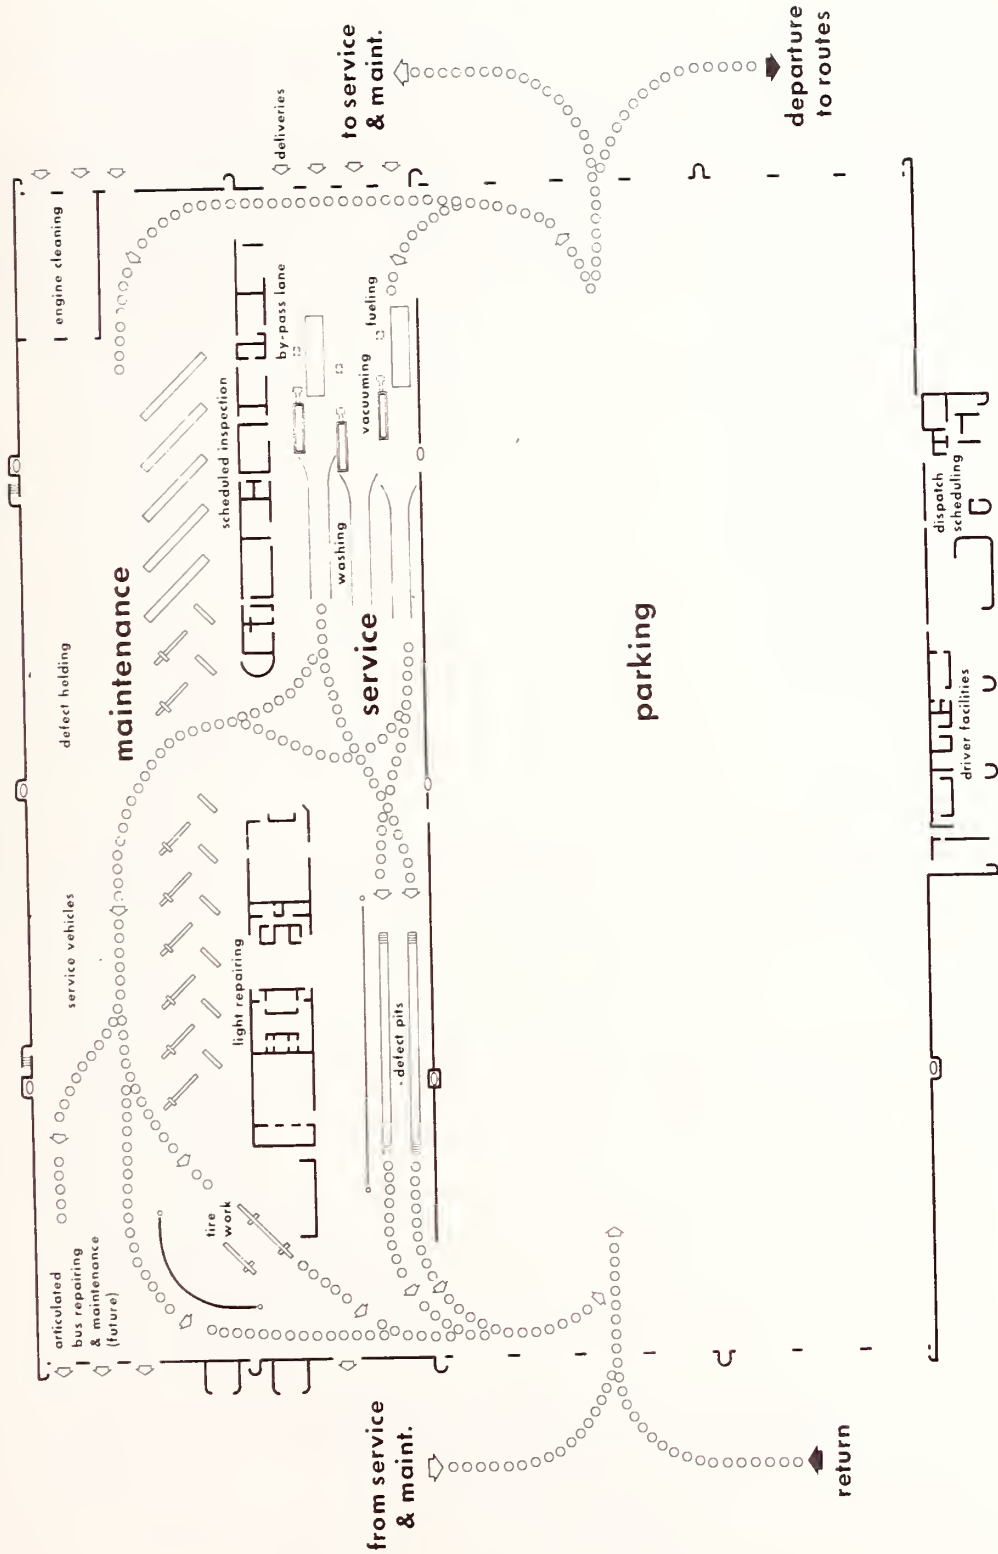 articulated
bus repairing
& maintenance
(future)
service vehicles
defect holding
engine cleaning
maintenance
tire
work
light repairing
scheduled inspection
by-pass lane
deliveries
washing
vacuuming
fueling
service
defect pits
from service
& maint.
to service
& maint.
parking
return
departure
to routes
driver facilities
dispatch
scheduling